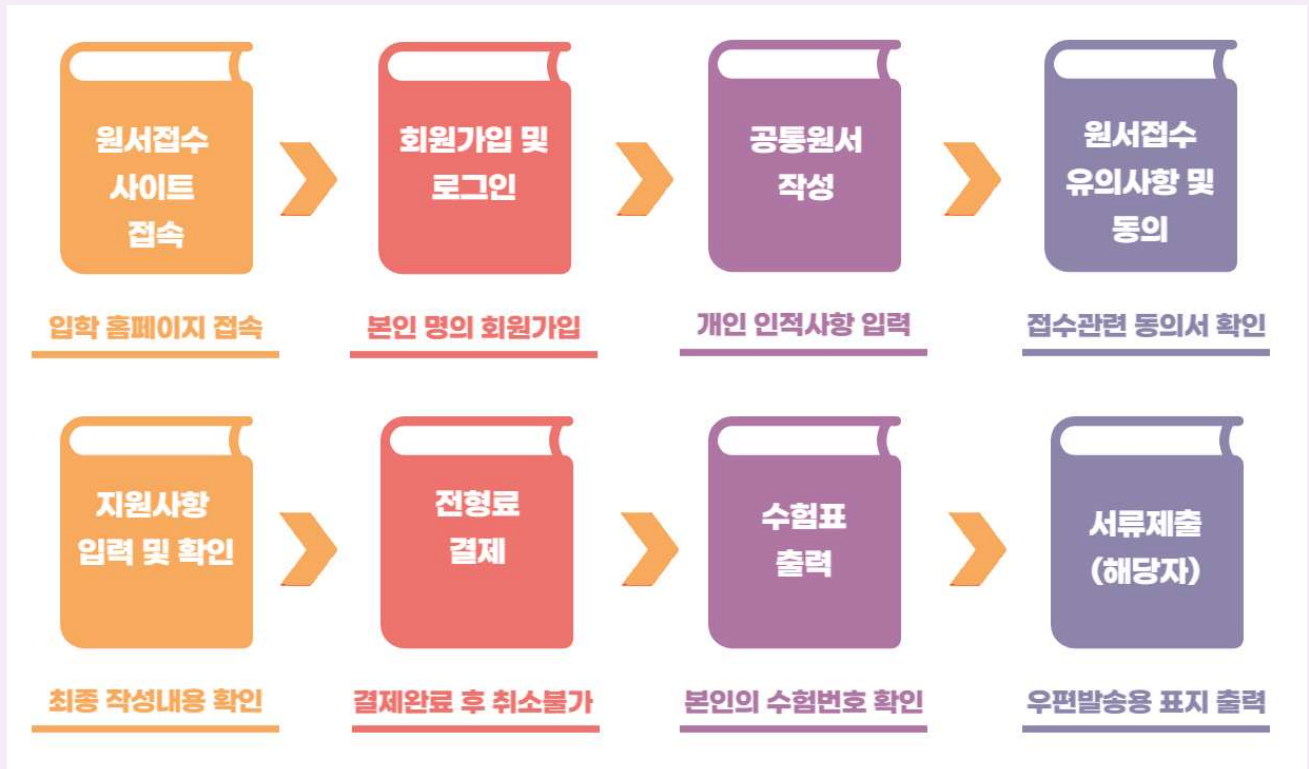 원서접수
사이트
접속
입학 홈페이지 접속
회원가입 및
로그인
본인 명의 회원가입
공통원서
작성
개인 인적사항 입력
원서접수
유의사항 및
동의
접수관련 동의서 확인
지원사항
입력 및 확인
최종 작성내용 확인
전형료
결제
결제완료 후 취소불가
수험표
출력
본인의 수험번호 확인
서류제출
(해당자)
우편발송용 표지 출력